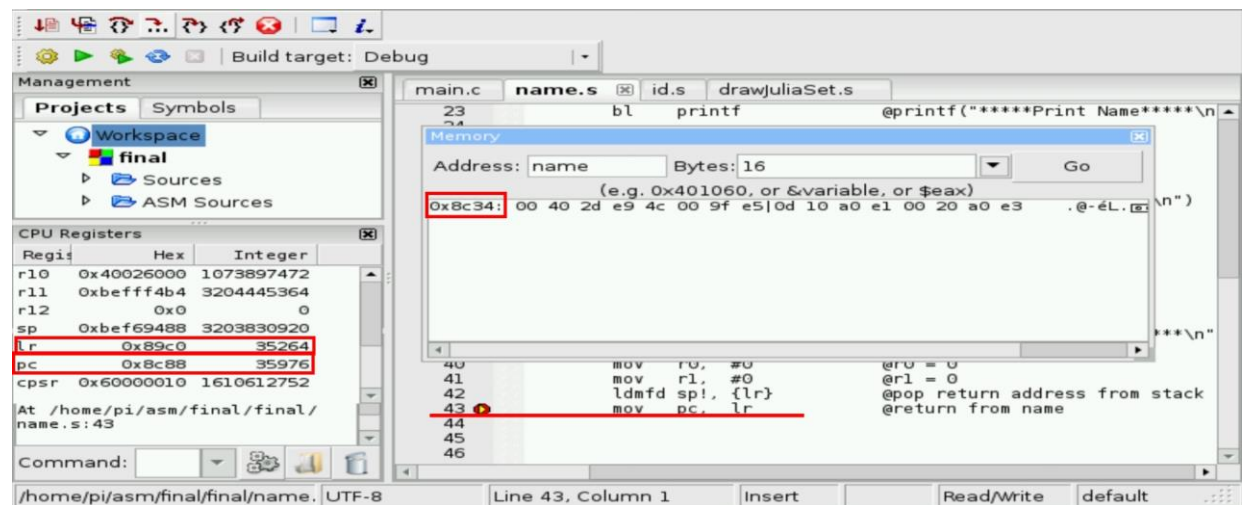 Build target: Debug
Management
Projects Symbols
Workspace
final
Sources
ASM Sources
CPU Registers
Hex Integer
r10 0x40026000 1073897472
r11 0xbefff4b4 3204445364
r12 0x0 0
sp 0xbef69488 3203830920
lr 0x89c0 35264
pc 0x8c88 35976
cpsr 0x60000010 1610612752
At /home/pi/asm/final/final/
name.s:43
Command:
main.c name.s id.s drawJuliaSet.s
23 bl printf @printf("*****Print Name*****\n
24
Memory
Address: name Bytes: 16 Go
(e.g. 0x401060, or &variable, or $eax)
0x8c34: 00 40 2d e9 4c 00 9f e5|0d 10 a0 e1 00 20 a0 e3 .@-éL.
\n")
***\n"
40 mov r0, #0 @r0 = 0
41 mov r1, #0 @r1 = 0
42 ldmfd sp!, {lr} @pop return address from stack
43 mov pc, lr @return from name
44
45
46
/home/pi/asm/final/final/name. UTF-8 Line 43, Column 1 Insert Read/Write default